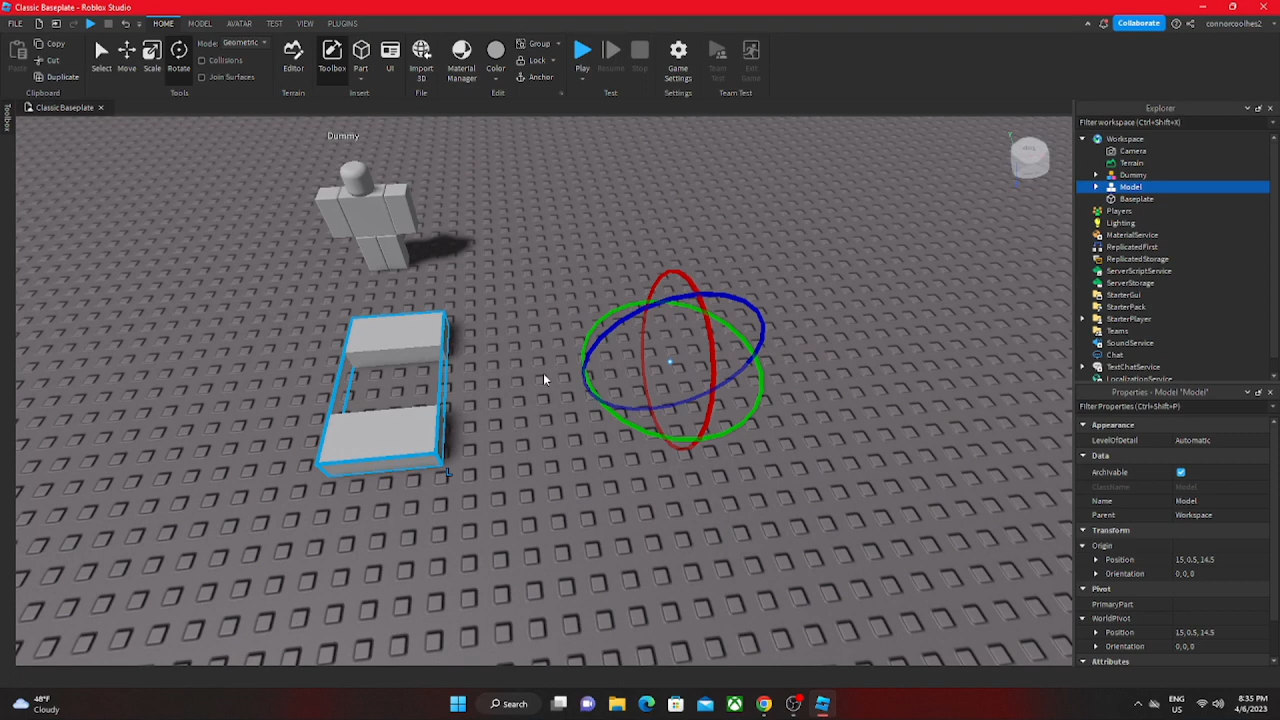 Classic Baseplate - Roblox Studio
FILE HOME MODEL AVATAR TEST VIEW PLUGINS Collaborate connorcoolhes2
Copy Mode: Geometric Group
Cut Collisions Lock
Paste Duplicate Select Move Scale Rotate Join Surfaces Editor Toolbox Part UI Import 3D Material Manager Color Anchor Play Resume Stop Game Settings Team Test Exit Game
Clipboard Tools Terrain Insert File Edit Test Settings Team Test
Classic Baseplate
Toolbox
Dummy
Explorer
Filter workspace (Ctrl+Shift+X)
Workspace
Camera
Terrain
Dummy
Model
Baseplate
Players
Lighting
MaterialService
ReplicatedFirst
ReplicatedStorage
ServerScriptService
ServerStorage
StarterGui
StarterPack
StarterPlayer
Teams
SoundService
Chat
TextChatService
LocalizationService
Properties - Model "Model"
Filter Properties (Ctrl+Shift+P)
Appearance
LevelOfDetail Automatic
Data
Archivable
ClassName Model
Name Model
Parent Workspace
Transform
Origin
Position 15, 0.5, 14.5
Orientation 0, 0, 0
Pivot
PrimaryPart
WorldPivot
Position 15, 0.5, 14.5
Orientation 0, 0, 0
Attributes
48°F
Cloudy
Search
ENG
US
8:35 PM
4/6/2023